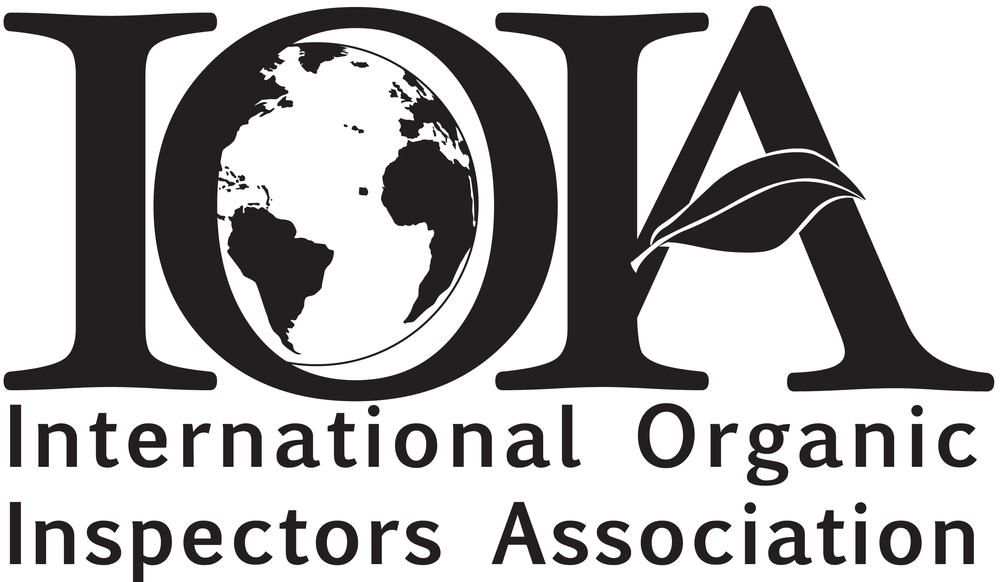 IOIA
International Organic
Inspectors Association